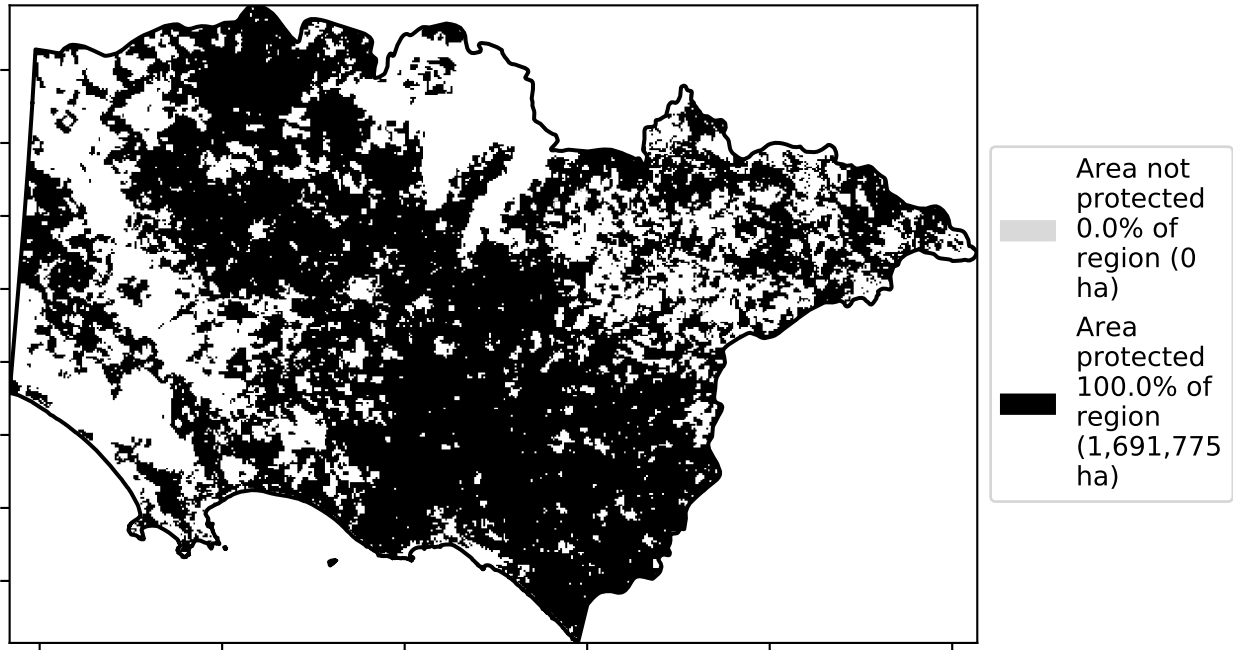 Area not
protected
0.0% of
region (0
ha)
Area
protected
100.0% of
region
(1,691,775
ha)